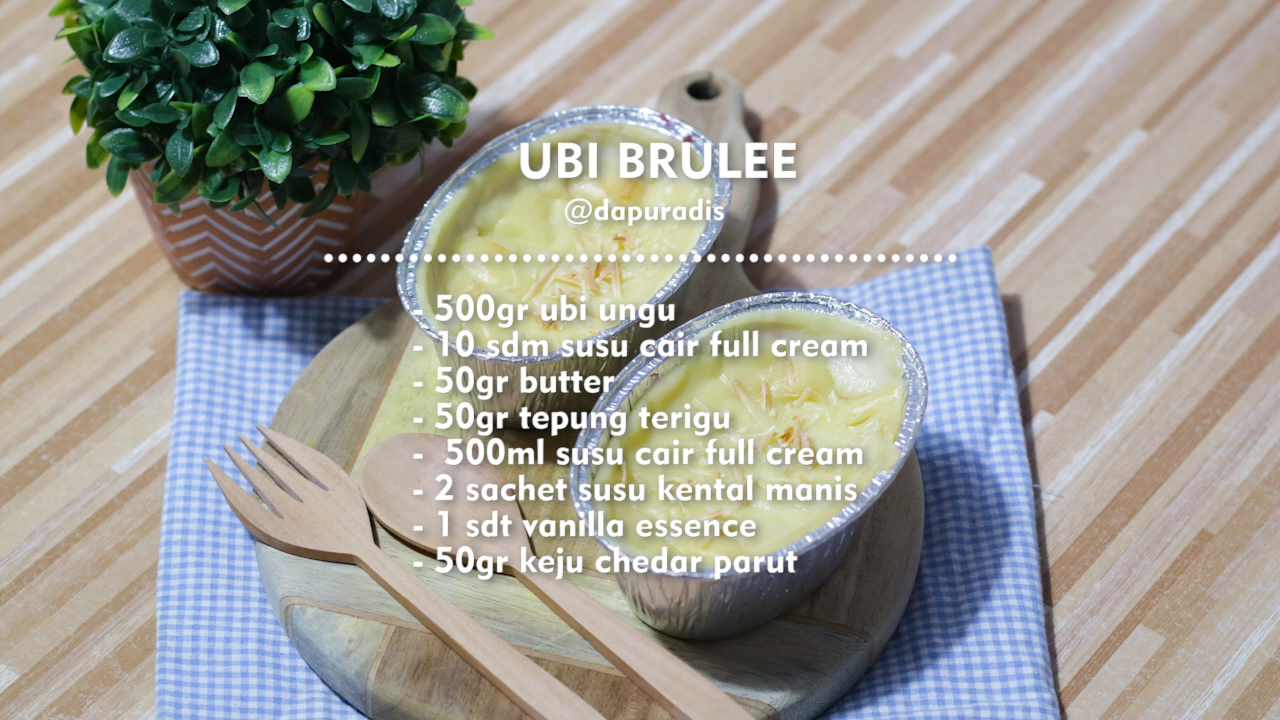 UBI BRULEE
@dapuradis
- 500gr ubi ungu
- 10 sdm susu cair full cream
- 50gr butter
- 50gr tepung terigu
- 500ml susu cair full cream
- 2 sachet susu kental manis
- 1 sdt vanilla essence
- 50gr keju chedar parut